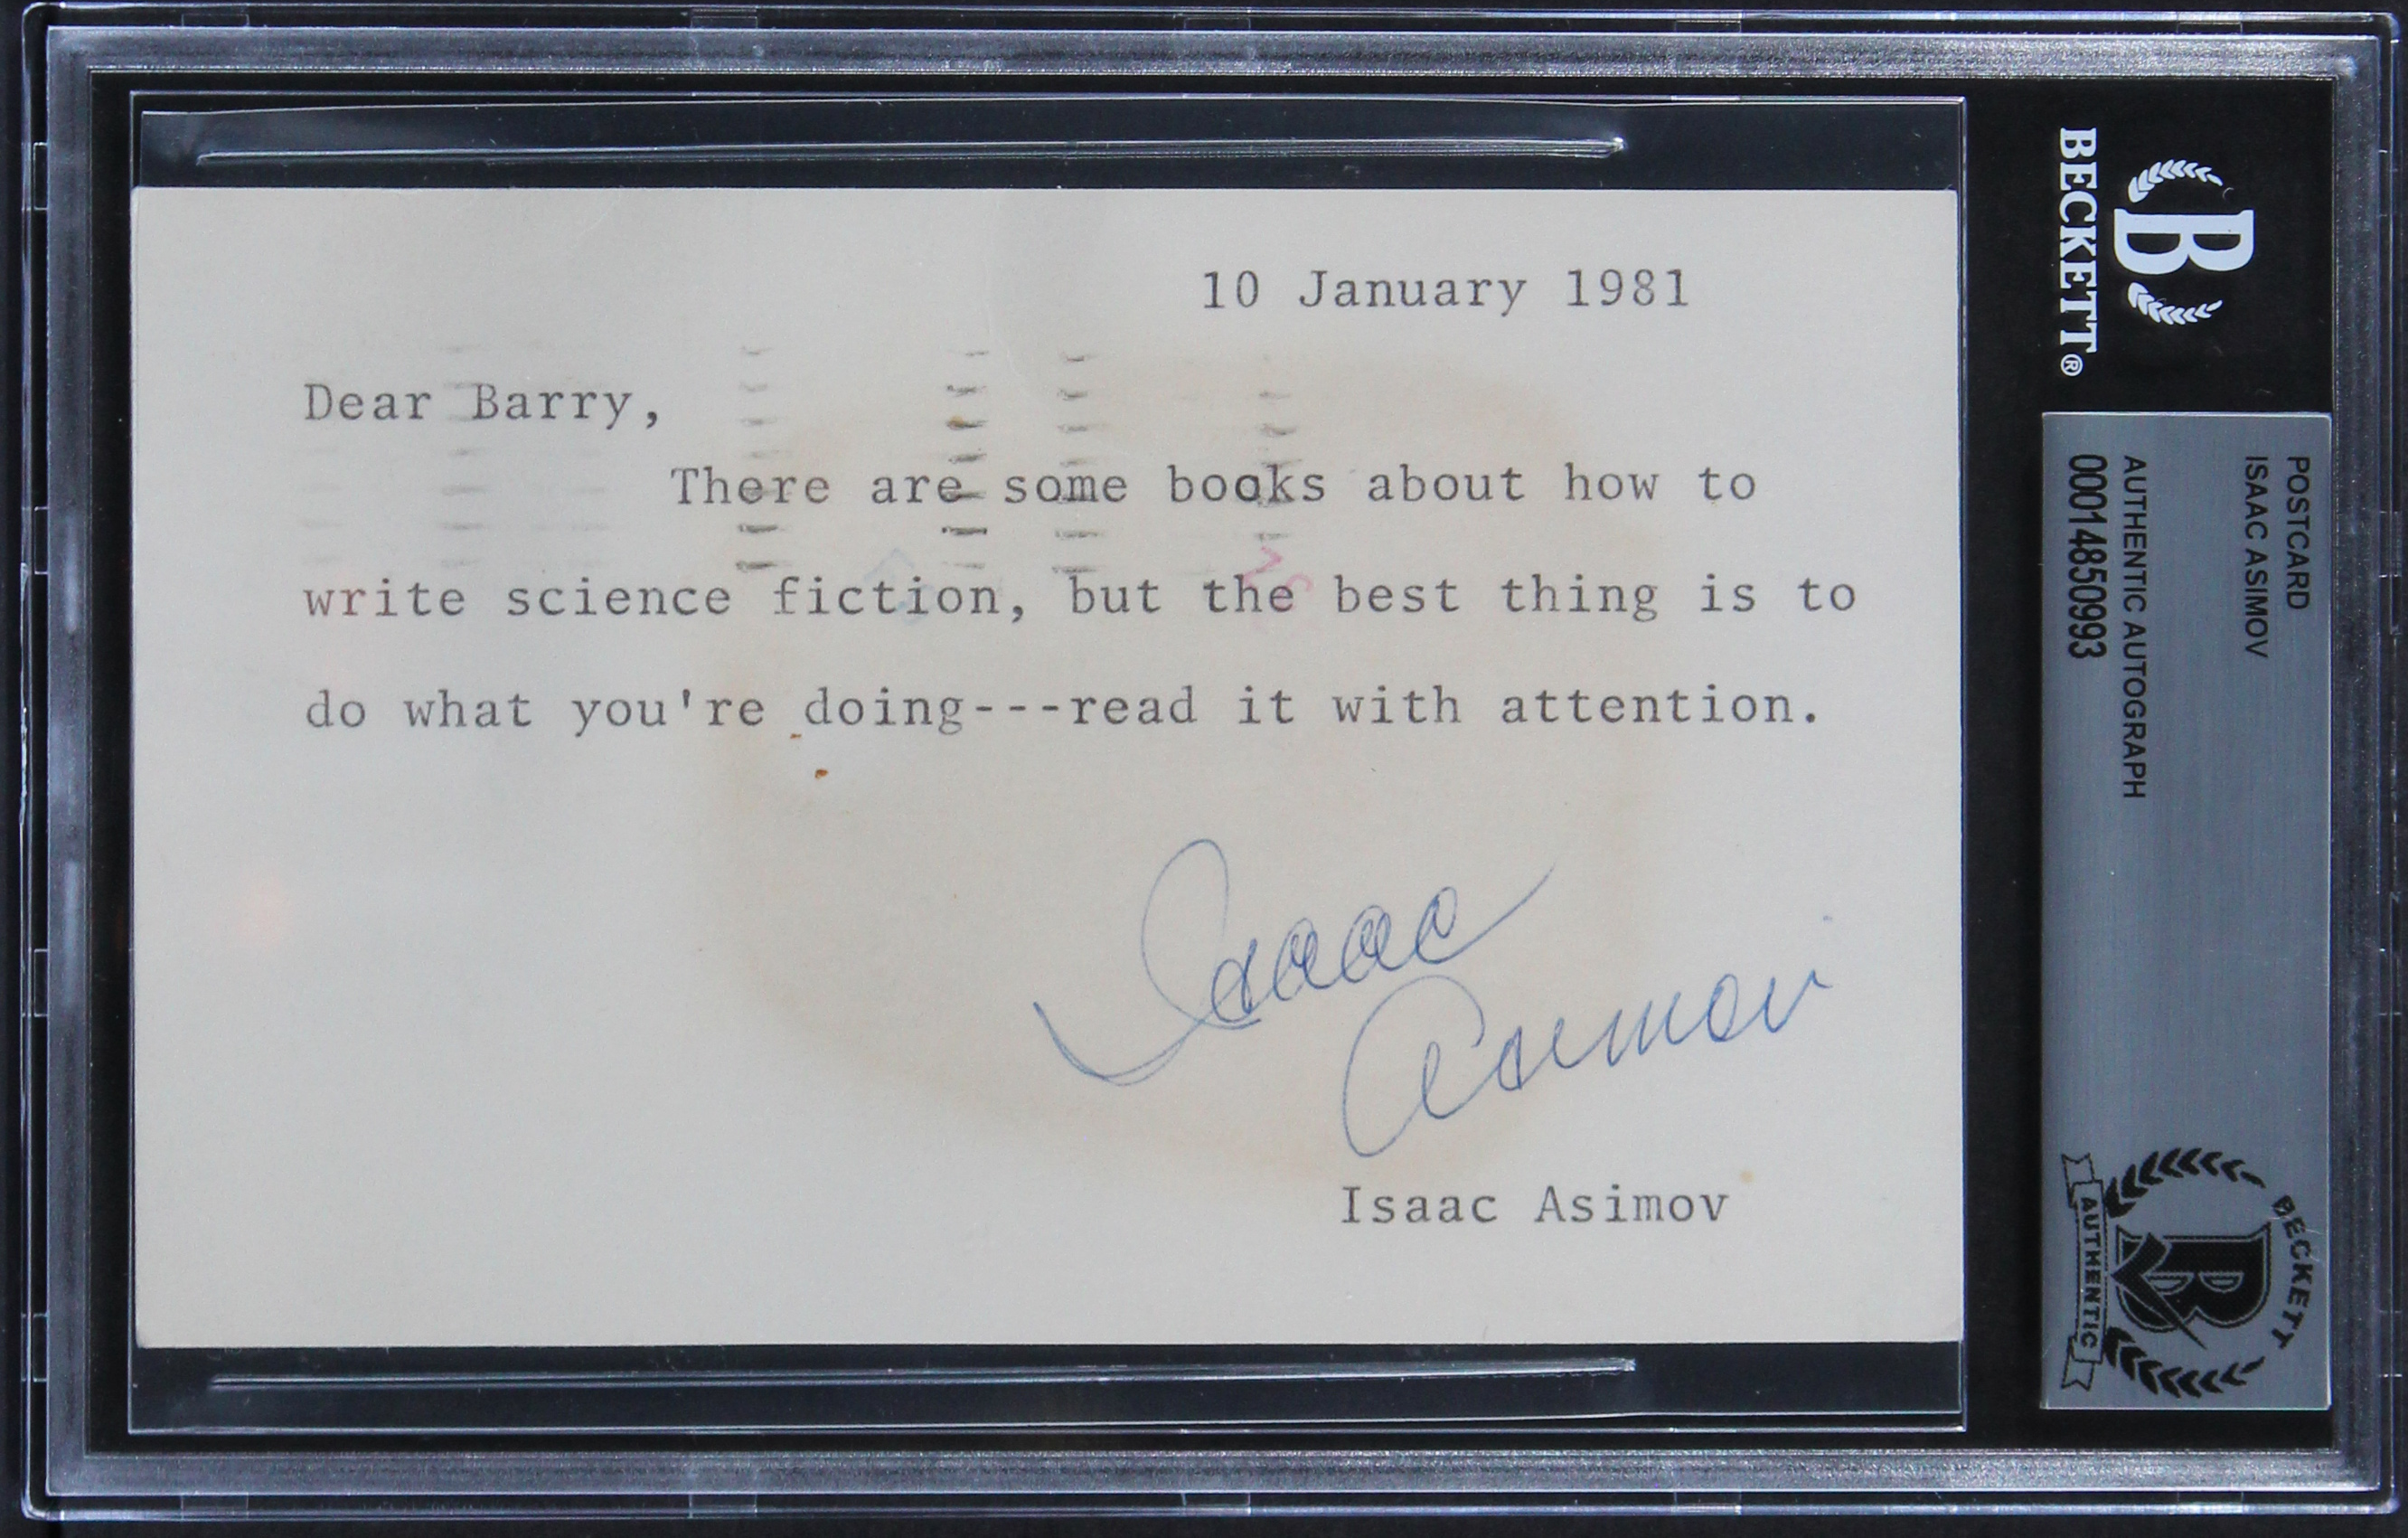 10 January 1981
Dear Barry,
There are some books about how to
write science fiction, but the best thing is to
do what you're doing---read it with attention.
Isaac
Asimov
Isaac Asimov
BECKETT®
B
POSTCARD
ISAAC ASIMOV
AUTHENTIC AUTOGRAPH
00014850993
BECKETT
B
AUTHENTIC